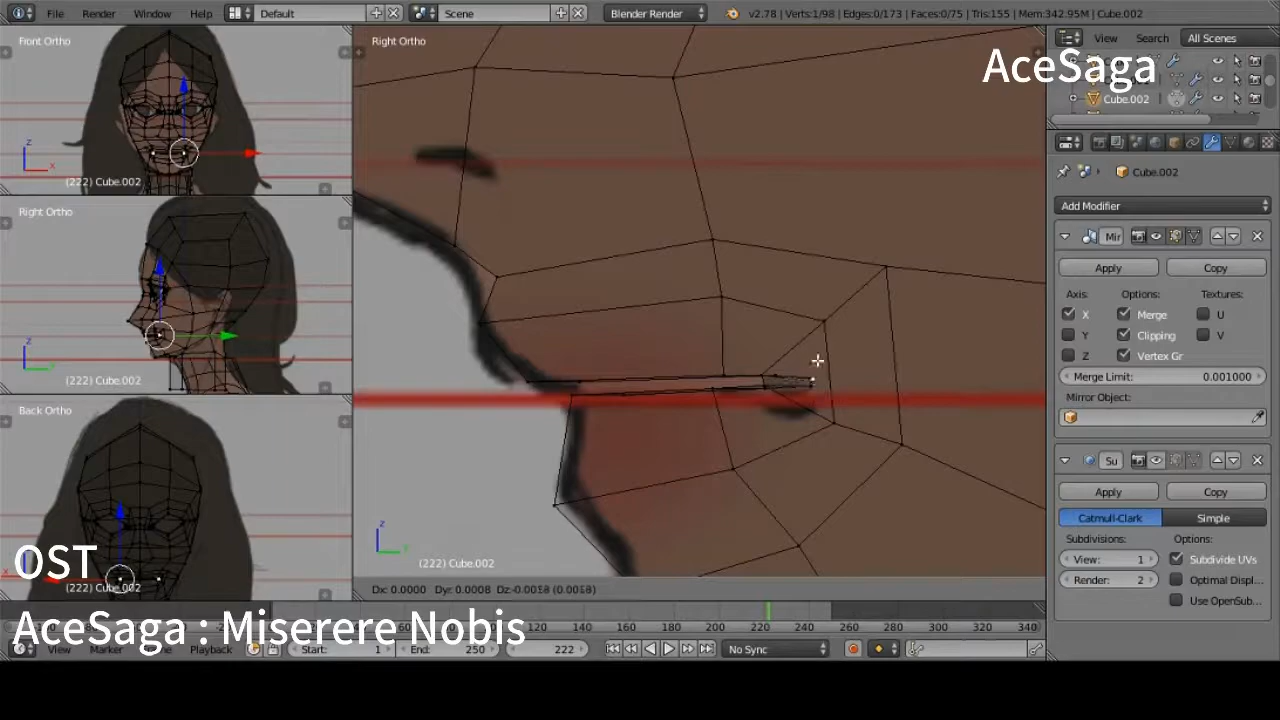 File Render Window Help Default Scene Blender Render v2.78 | Verts:1/98 | Edges:0/173 | Faces:0/75 | Tris:155 | Mem:342.95M | Cube.002
Front Ortho
(222) Cube.002
Right Ortho
(222) Cube.002
Back Ortho
(222) Cube.002
Right Ortho
(222) Cube.002
Dx: 0.0000 Dy: 0.0008 Dz: -0.0058 (0.0058)
View Search All Scenes
AceSaga
Cube.002
Cube.002
Add Modifier
Mir
Apply Copy
Axis: Options: Textures:
X Merge U
Y Clipping V
Z Vertex Gr
Merge Limit: 0.001000
Mirror Object:
Su
Apply Copy
Catmull-Clark Simple
Subdivisions: Options:
View: 1 Subdivide UVs
Render: 2 Optimal Displ...
Use OpenSub...
OST
AceSaga : Miserere Nobis
120 140 160 180 200 220 240 260 280 300 320 340
View Marker Playback Start: 1 End: 250 222 No Sync